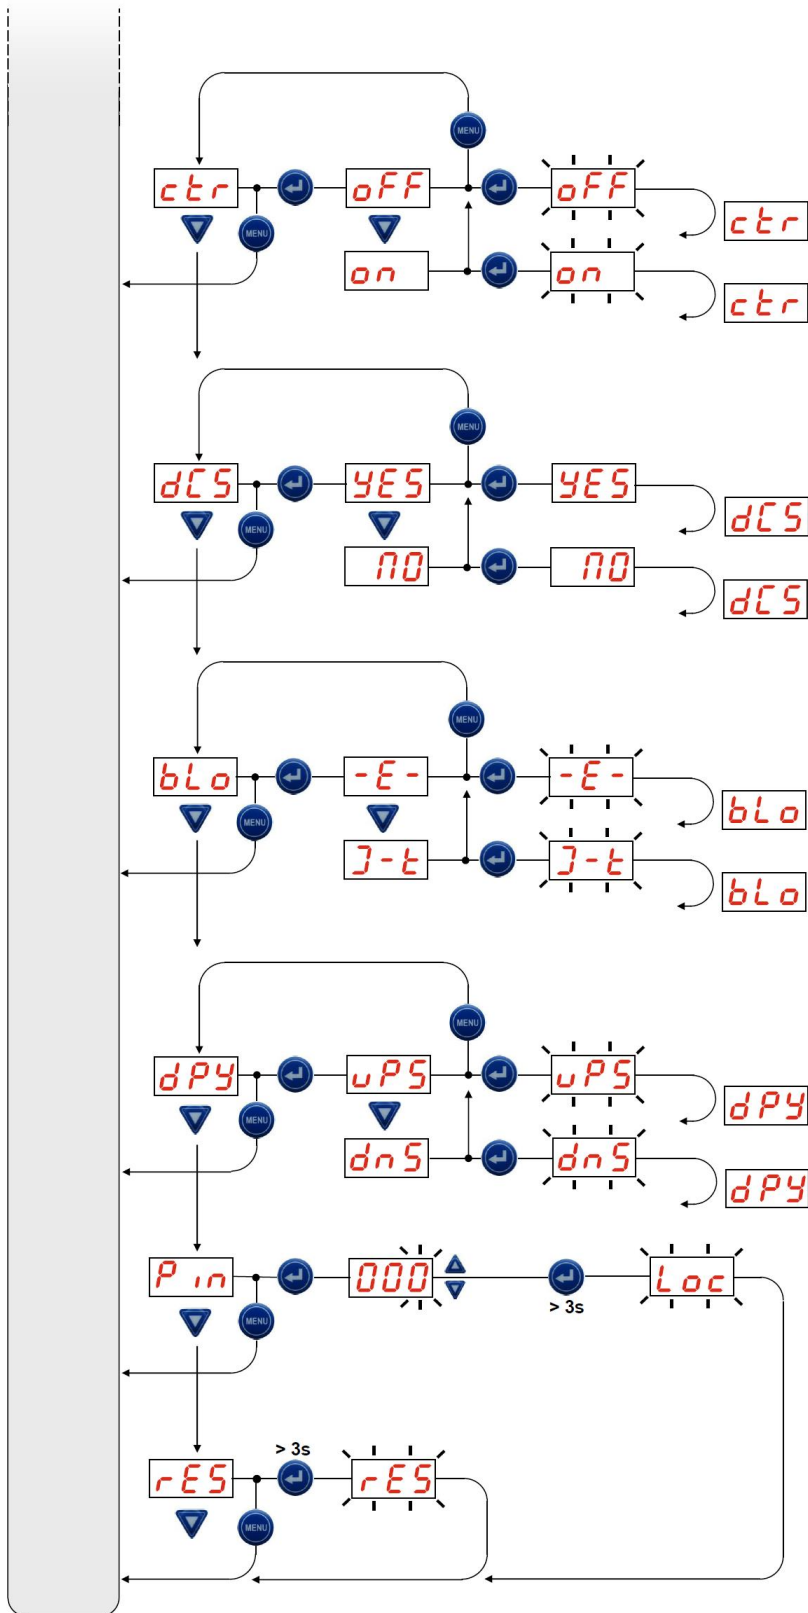 MENU
ctr oFF oFF
ctr
MENU
on on
ctr
MENU
dCS YES YES
dCS
MENU
NO NO
dCS
MENU
bLo -E- -E-
bLo
MENU
J-t J-t
bLo
MENU
dPY uPS uPS
dPY
MENU
dnS dnS
dPY
Pin 000 Loc
> 3s
MENU
> 3s
rES rES
MENU